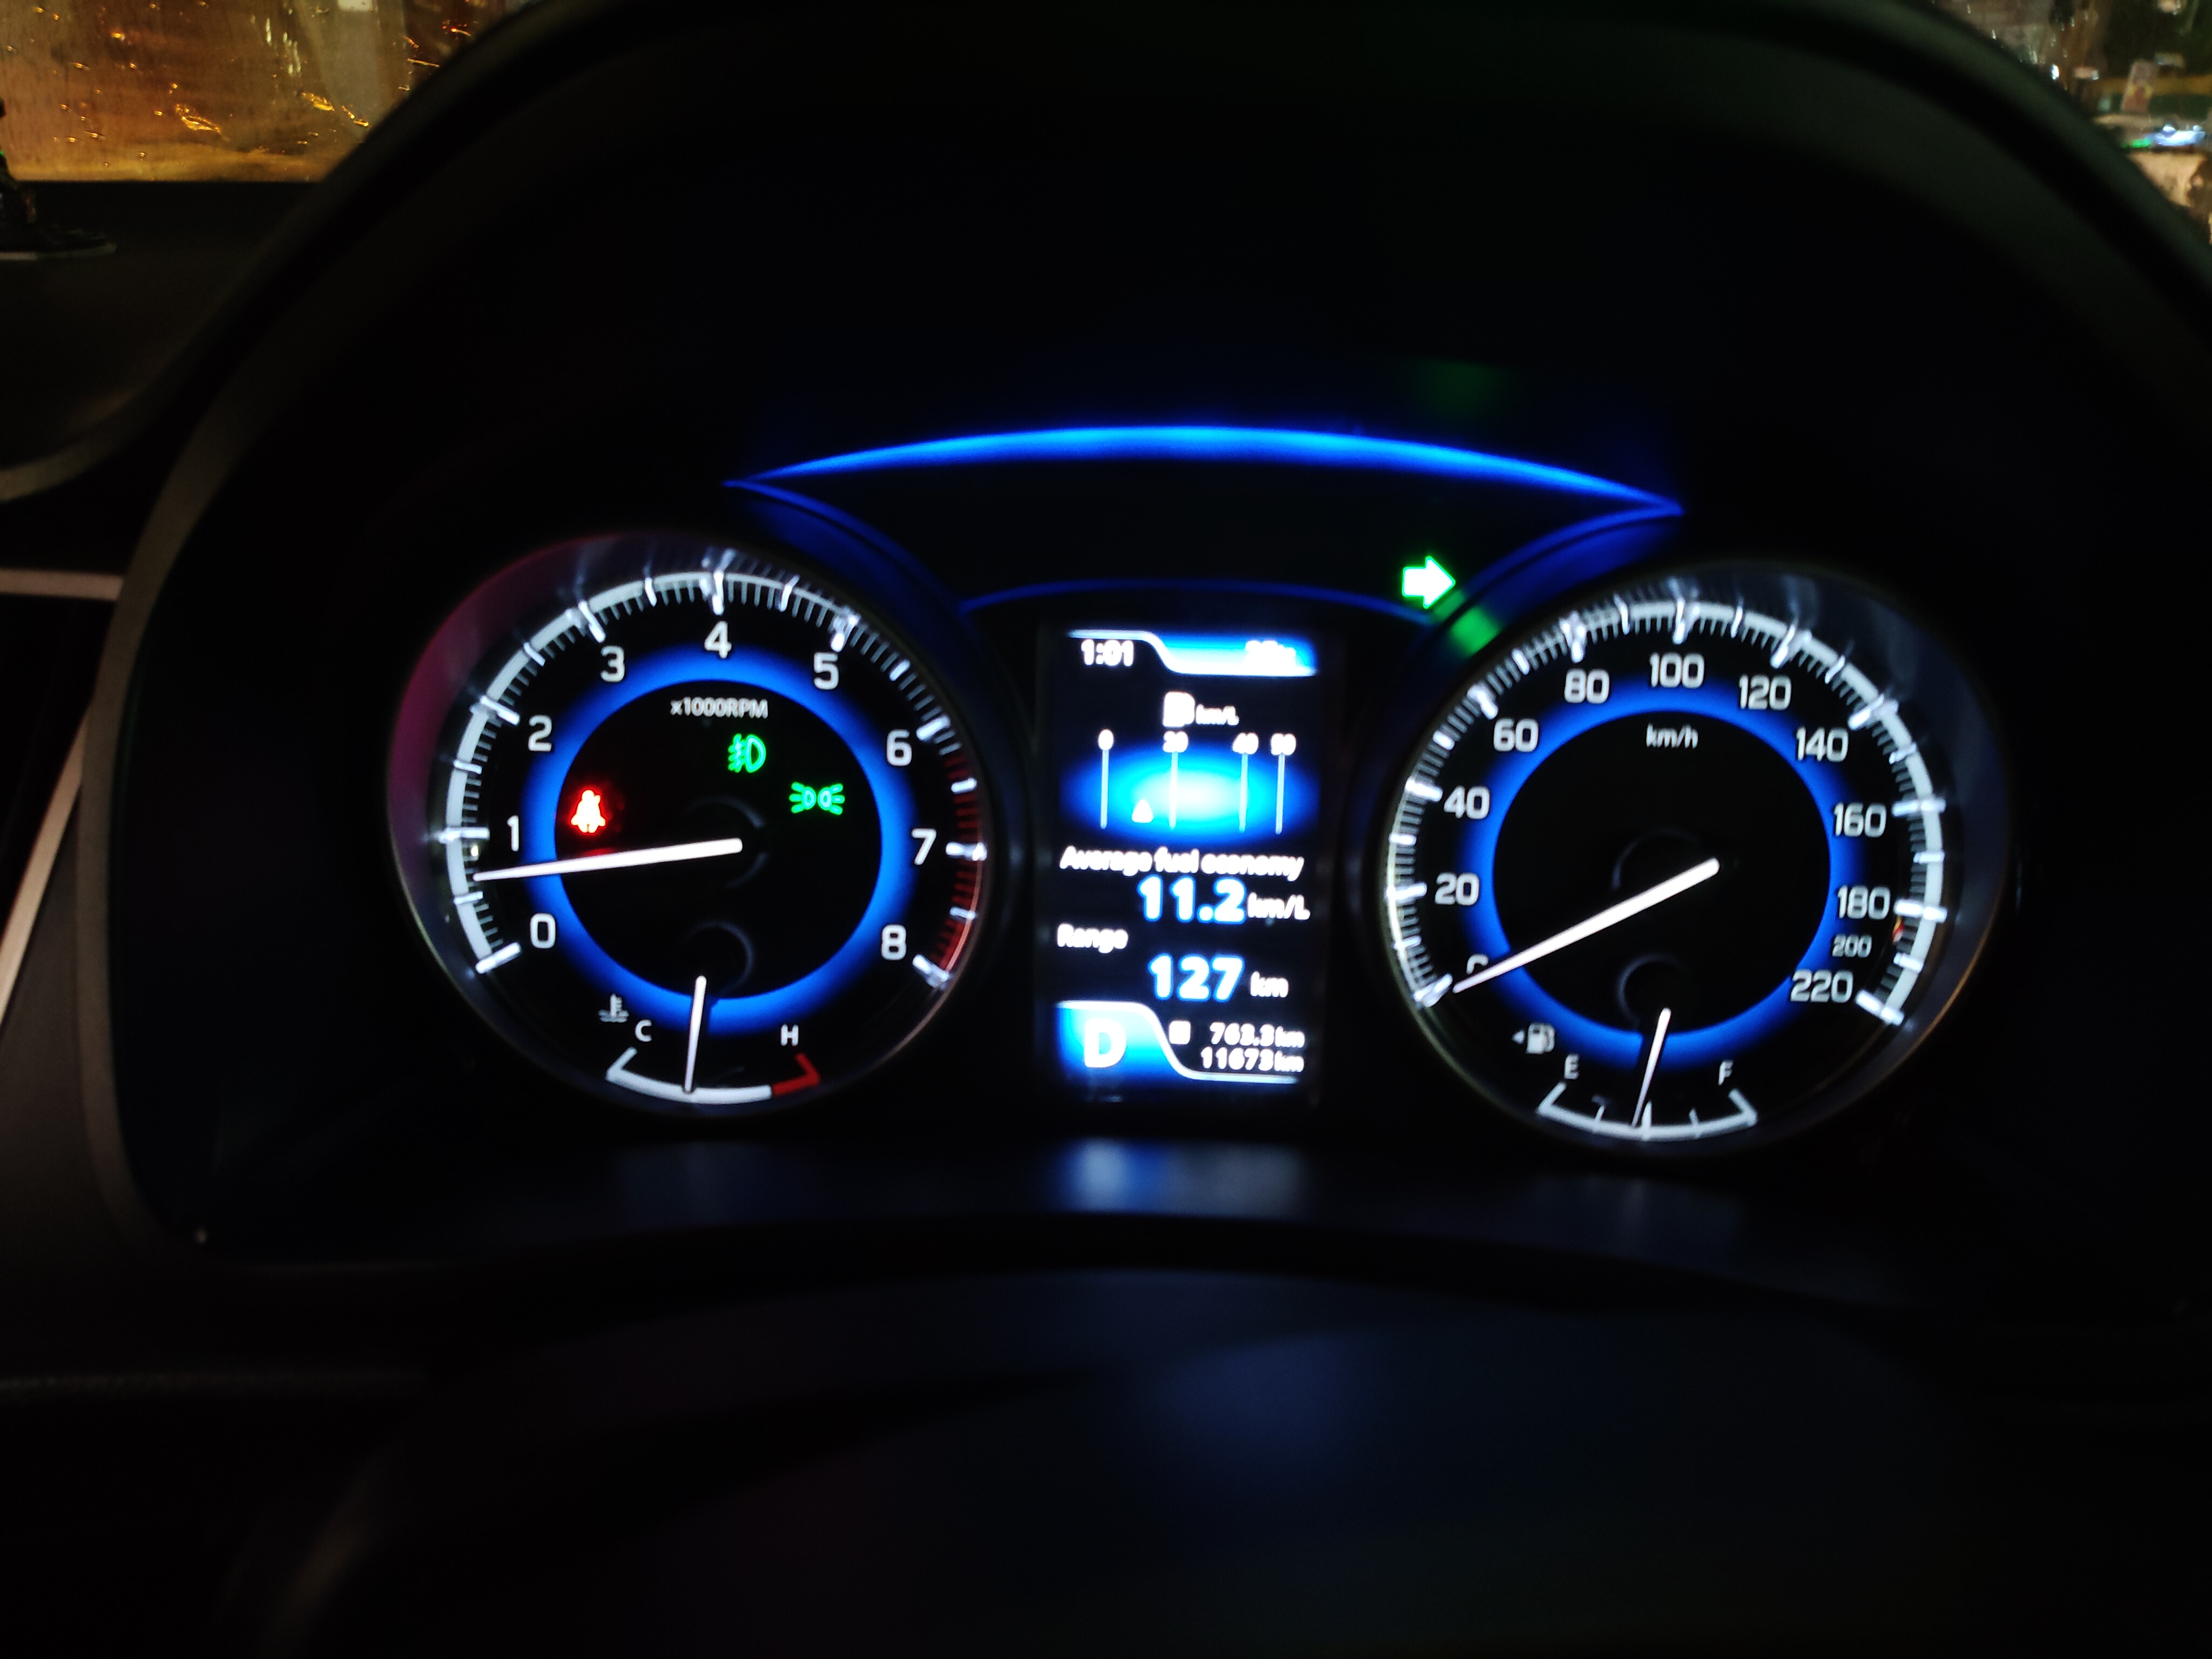 0 1 2 3 4 5 6 7 8
x1000RPM
C H
1:01
km/L
0 20 40 50
Average fuel economy
11.2 km/L
Range
127 km
D
763.3 km
11673 km
20 40 60 80 100 120 140 160 180 200 220
km/h
E F